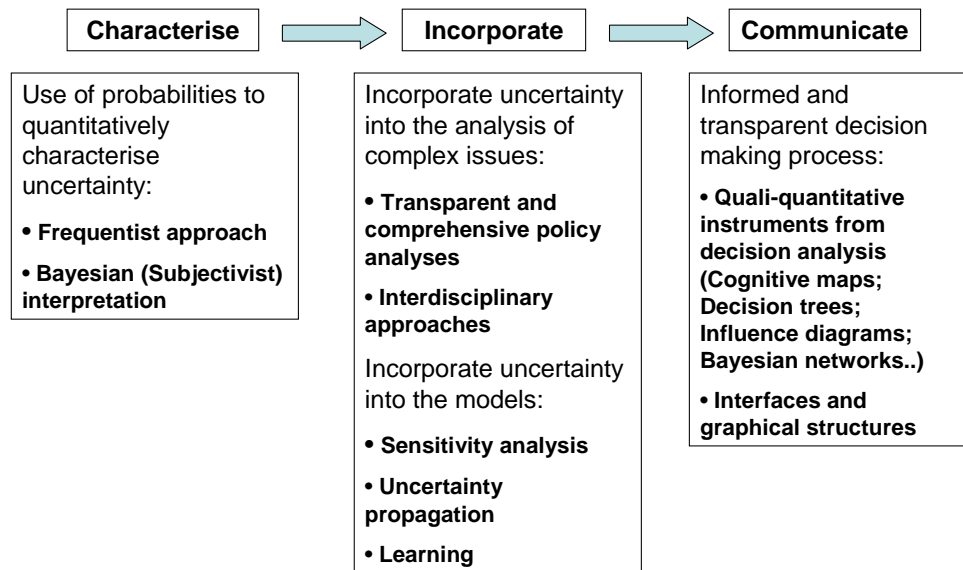 Characterise
Incorporate
Communicate
Use of probabilities to
quantitatively
characterise
uncertainty:
• Frequentist approach
• Bayesian (Subjectivist)
interpretation
Incorporate uncertainty
into the analysis of
complex issues:
• Transparent and
comprehensive policy
analyses
• Interdisciplinary
approaches
Incorporate uncertainty
into the models:
• Sensitivity analysis
• Uncertainty
propagation
• Learning
Informed and
transparent decision
making process:
• Quali-quantitative
instruments from
decision analysis
(Cognitive maps;
Decision trees;
Influence diagrams;
Bayesian networks..)
• Interfaces and
graphical structures